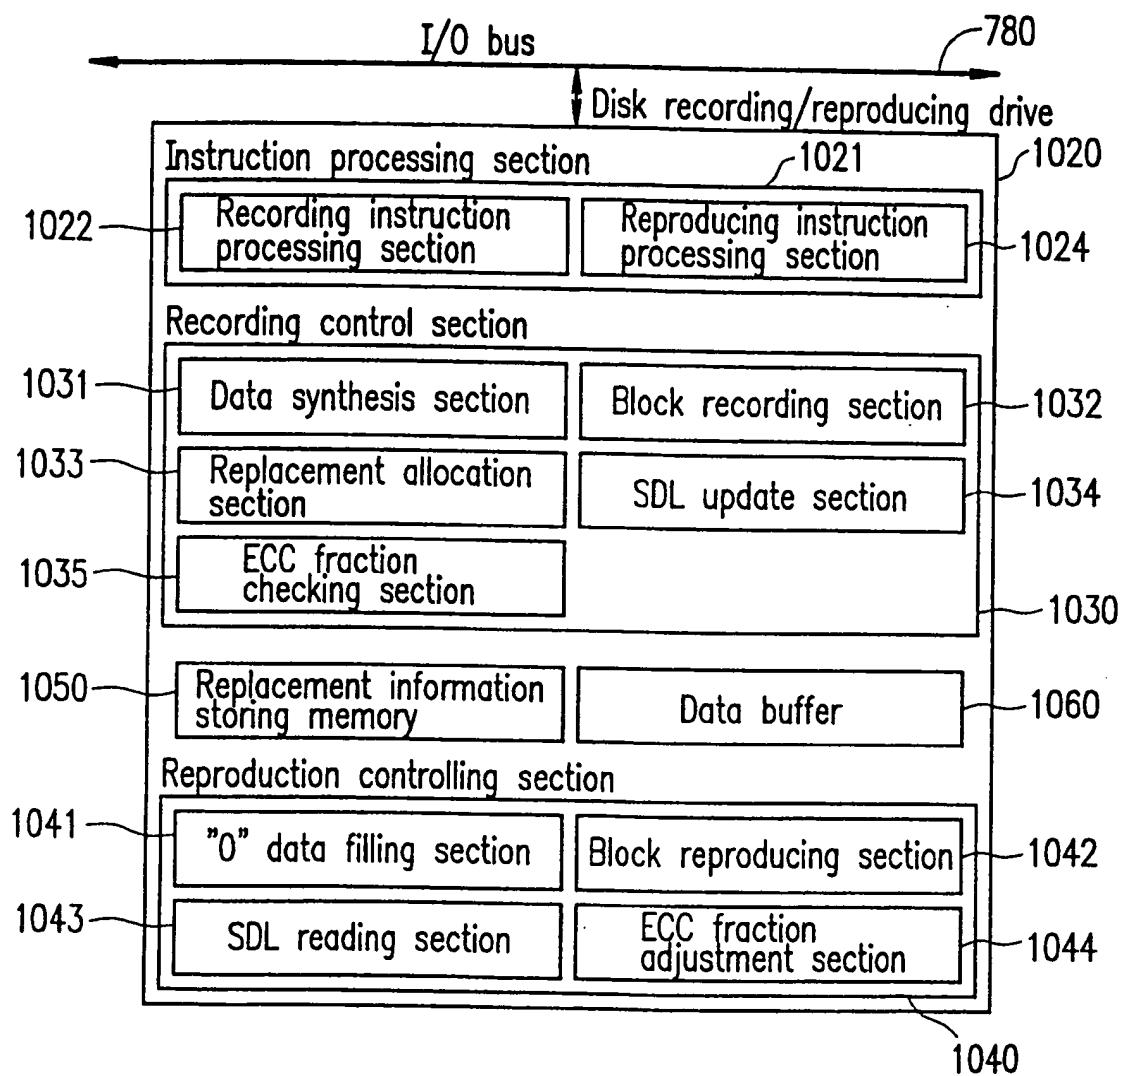 I/O bus
780
Disk recording/reproducing drive
1020
Instruction processing section
1021
1022
Recording instruction
processing section
Reproducing instruction
processing section
1024
Recording control section
1031
Data synthesis section
Block recording section
1032
1033
Replacement allocation
section
SDL update section
1034
1035
ECC fraction
checking section
1030
1050
Replacement information
storing memory
Data buffer
1060
Reproduction controlling section
1041
"0" data filling section
Block reproducing section
1042
1043
SDL reading section
ECC fraction
adjustment section
1044
1040